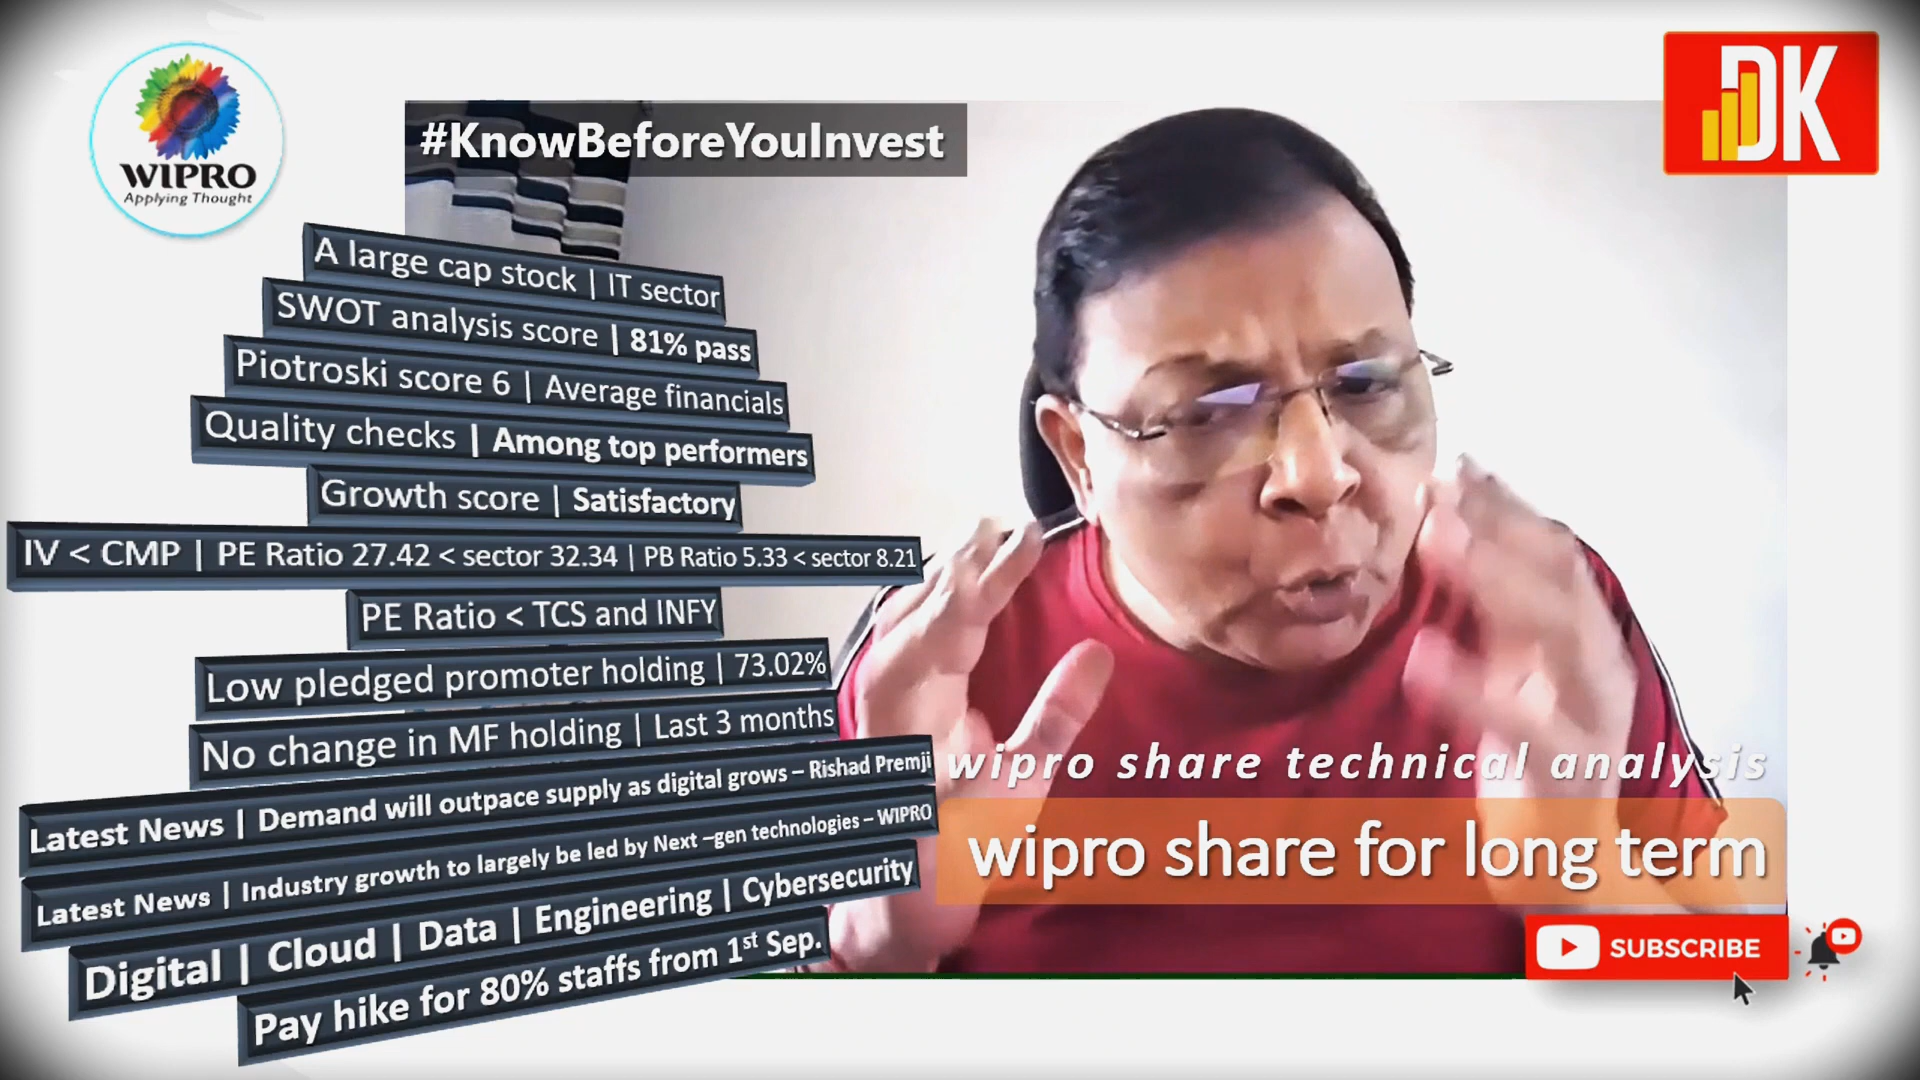 WIPRO
Applying Thought
#KnowBeforeYouInvest
DK
A large cap stock | IT sector
SWOT analysis score | 81% pass
Piotroski score 6 | Average financials
Quality checks | Among top performers
Growth score | Satisfactory
IV < CMP | PE Ratio 27.42 < sector 32.34 | PB Ratio 5.33 < sector 8.21
PE Ratio < TCS and INFY
Low pledged promoter holding | 73.02%
No change in MF holding | Last 3 months
Latest News | Demand will outpace supply as digital grows – Rishad Premji
Latest News | Industry growth to largely be led by Next –gen technologies – WIPRO
Digital | Cloud | Data | Engineering | Cybersecurity
Pay hike for 80% staffs from 1st Sep.
wipro share technical analysis
wipro share for long term
SUBSCRIBE